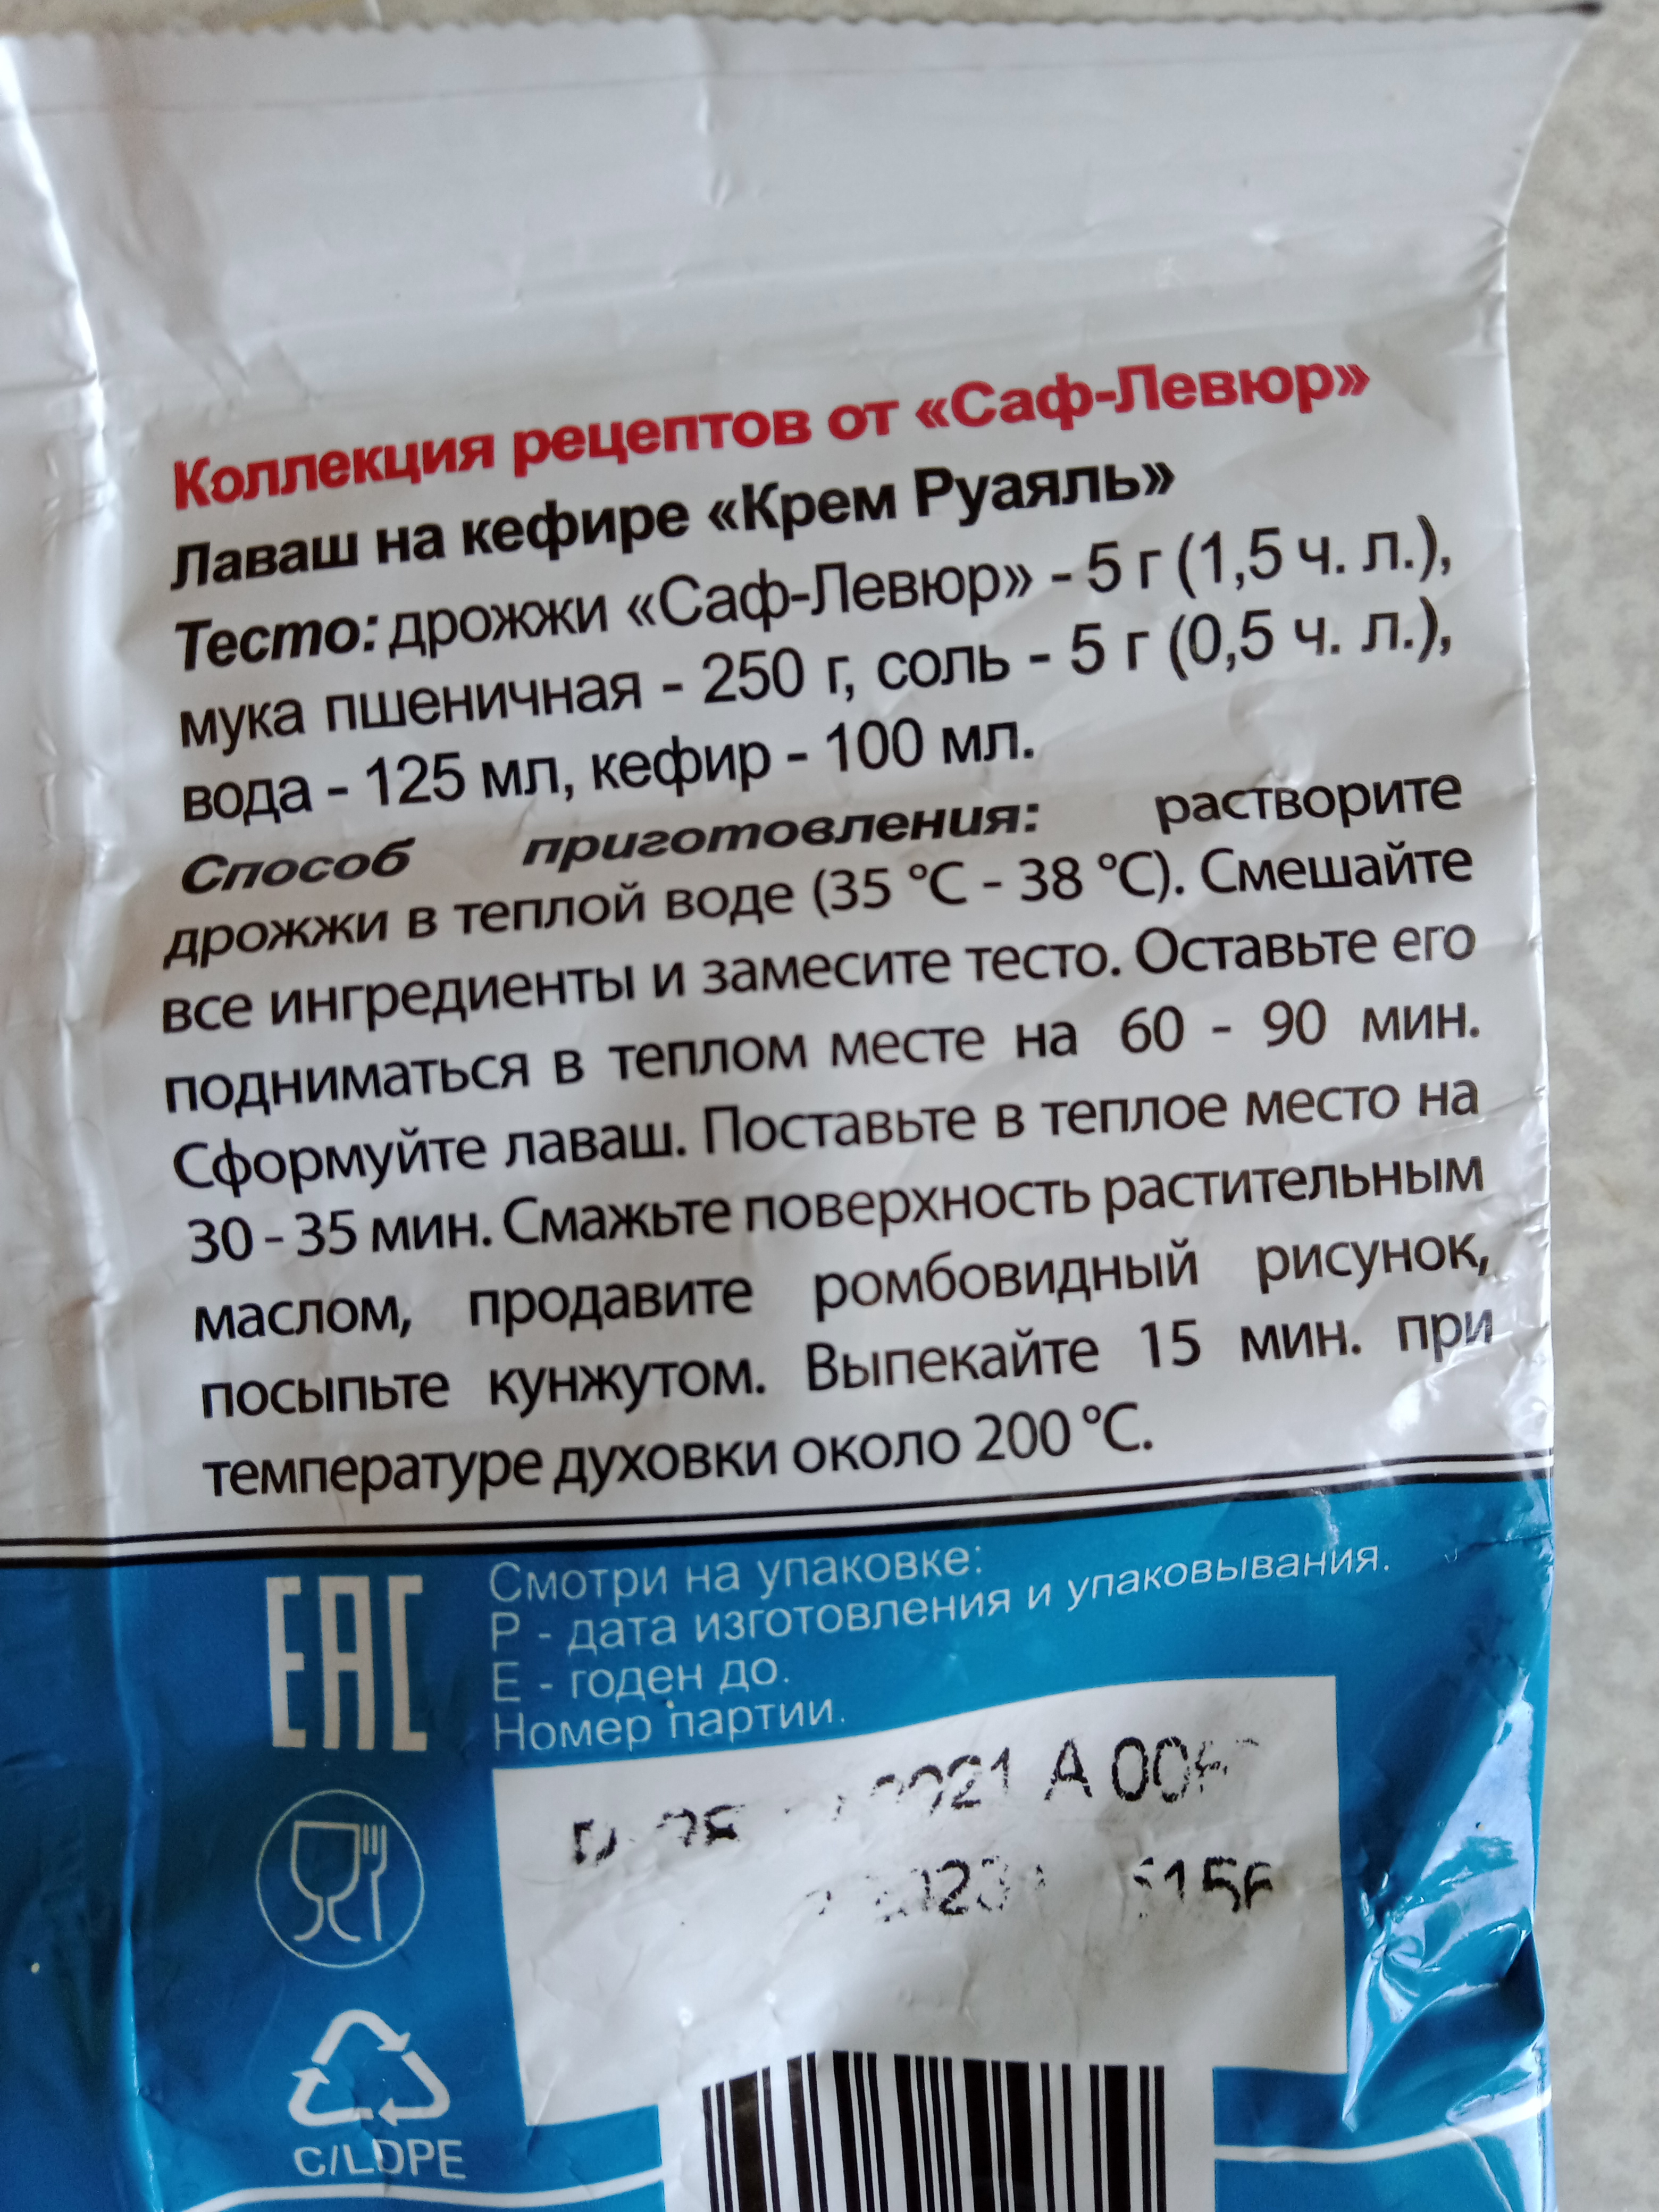 Коллекция рецептов от «Саф-Левюр»
Лаваш на кефире «Крем Руаяль»
Тесто: дрожжи «Саф-Левюр» - 5 г (1,5 ч. л.),
мука пшеничная - 250 г, соль - 5 г (0,5 ч. л.),
вода - 125 мл, кефир - 100 мл.
Способ приготовления: растворите
дрожжи в теплой воде (35 °С - 38 °С). Смешайте
все ингредиенты и замесите тесто. Оставьте его
подниматься в теплом месте на 60 - 90 мин.
Сформуйте лаваш. Поставьте в теплое место на
30 - 35 мин. Смажьте поверхность растительным
маслом, продавите ромбовидный рисунок,
посыпьте кунжутом. Выпекайте 15 мин. при
температуре духовки около 200 °С.
ЕАС
Смотри на упаковке:
Р - дата изготовления и упаковывания.
Е - годен до.
Номер партии.
A
C/LDPE